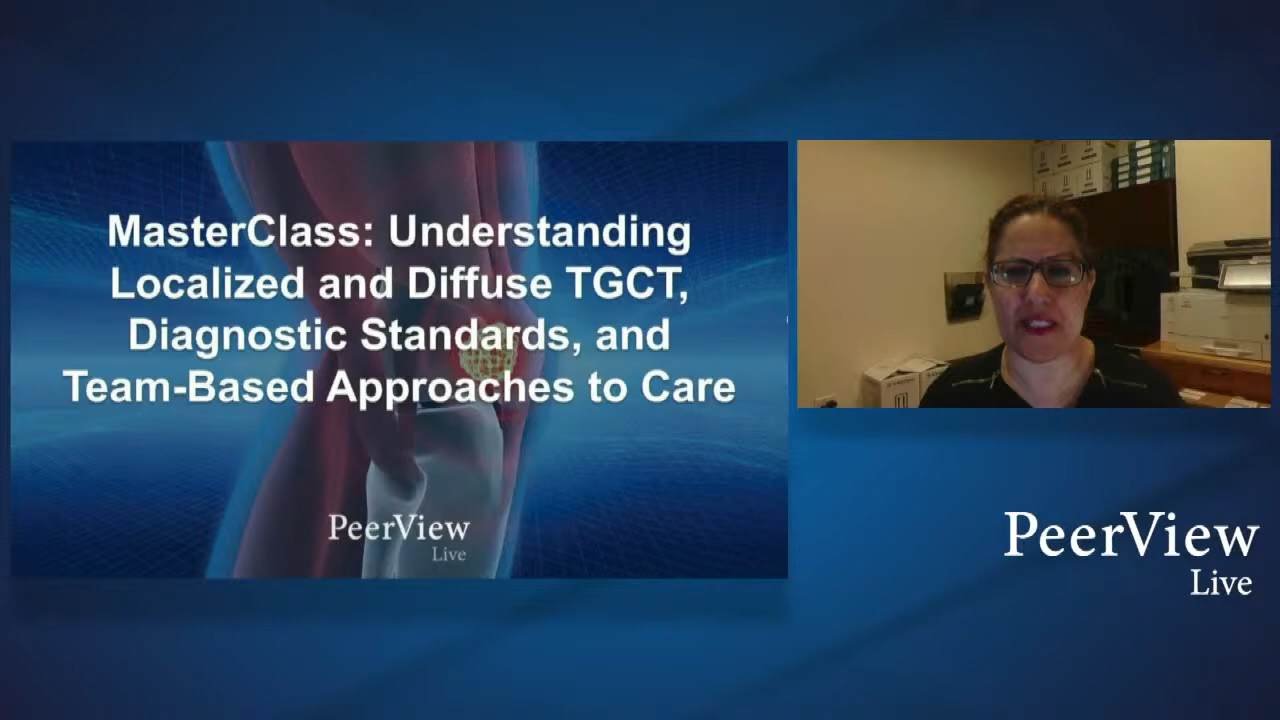 MasterClass: Understanding
Localized and Diffuse TGCT,
Diagnostic Standards, and
Team-Based Approaches to Care
PeerView
Live
PeerView
Live